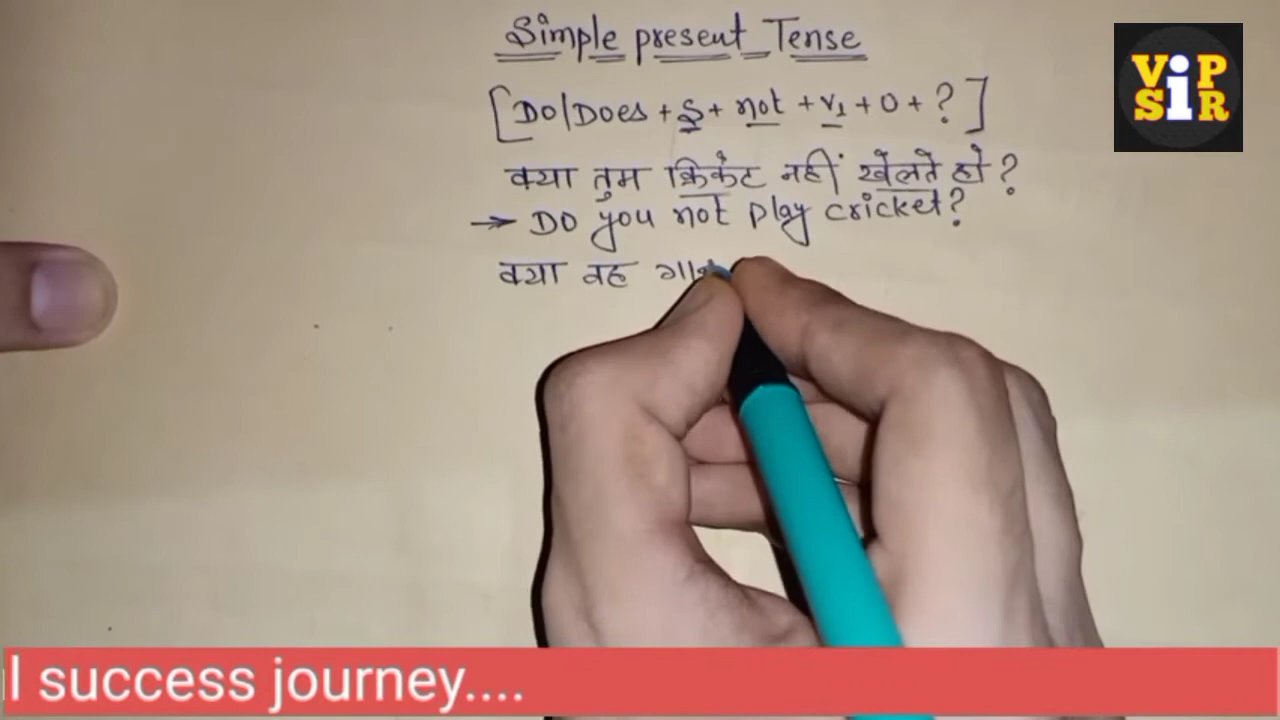 Simple present Tense
[Do/Does + S + not + V1 + O + ?]
क्या तुम क्रिकेट नहीं खेलते हो?
→ Do you not play cricket?
क्या वह
ViP
SiR
l success journey....